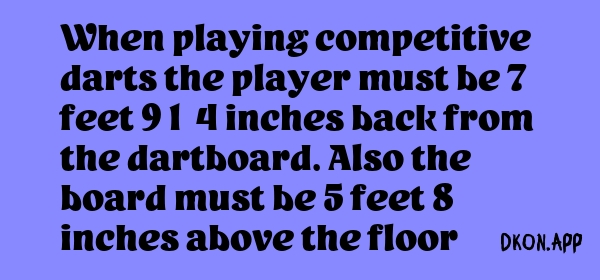 When playing competitive
darts the player must be 7
feet 9 1 4 inches back from
the dartboard. Also the
board must be 5 feet 8
inches above the floor
DKON.APP